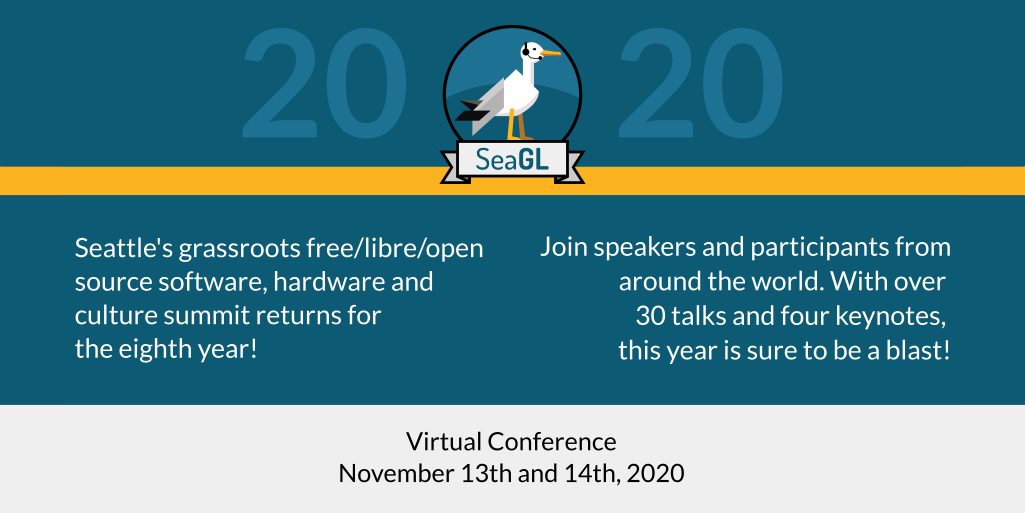 20 20
SeaGL
Seattle's grassroots free/libre/open
source software, hardware and
culture summit returns for
the eighth year!
Join speakers and participants from
around the world. With over
30 talks and four keynotes,
this year is sure to be a blast!
Virtual Conference
November 13th and 14th, 2020